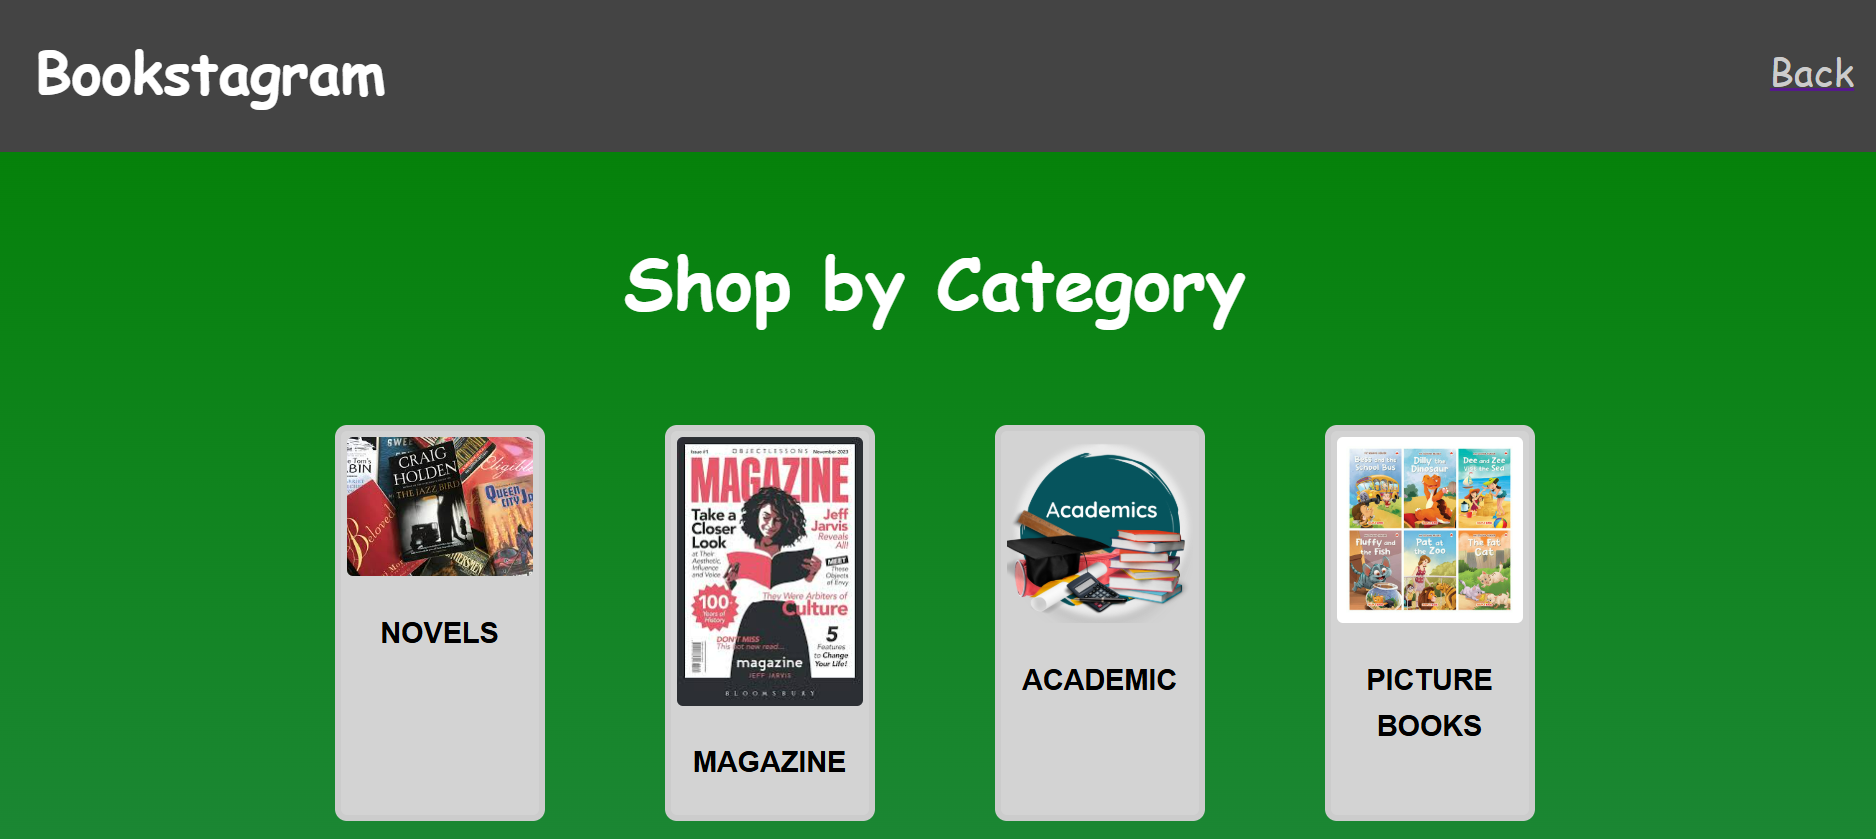 Bookstagram
Back
Shop by Category
SWE
CRAIG
HOLDEN
THE JAZZ BIRD
Eligible
QUEEN
CITY JA
Beloved
BIN
NOVELS
Issue #1
OBJECTLESSONS
November 2023
MAGAZINE
Take a
Closer
Look
at Their
Aesthetic,
Influence
and Voice
Jeff
Jarvis
Reveals
All!
MEET
These
Objects
of Envy
100
Years of
History
They Were Arbiters of
Culture
DON'T MISS
This hot new read...
5
Features
to Change
Your Life!
magazine
JEFF JARVIS
BLOOMSBURY
MAGAZINE
Academics
ACADEMIC
Bess and the
School Bus
Dilly the
Dinosaur
Dee and Zee
Visit the Sea
Fluffy and
the Fish
Pat at
the Zoo
The Fat
Cat
PICTURE
BOOKS